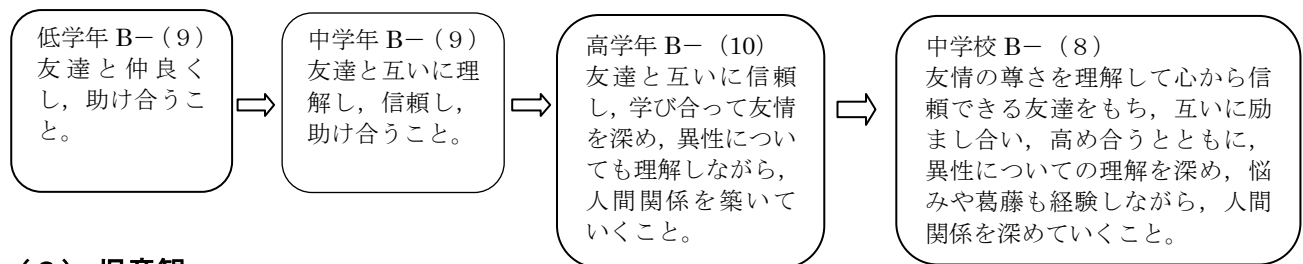 低学年 B-(9)
友達と仲良く
し，助け合うこ
と。
中学年 B-(9)
友達と互いに理
解し，信頼し，
助け合うこと。
高学年 B-(10)
友達と互いに信頼
し，学び合って友情
を深め，異性につい
ても理解しながら，
人間関係を築いて
いくこと。
中学校 B-(8)
友情の尊さを理解して心から信
頼できる友達をもち，互いに励
まし合い，高め合うとともに，
異性についての理解を深め，悩
みや葛藤も経験しながら，人間
関係を深めていくこと。